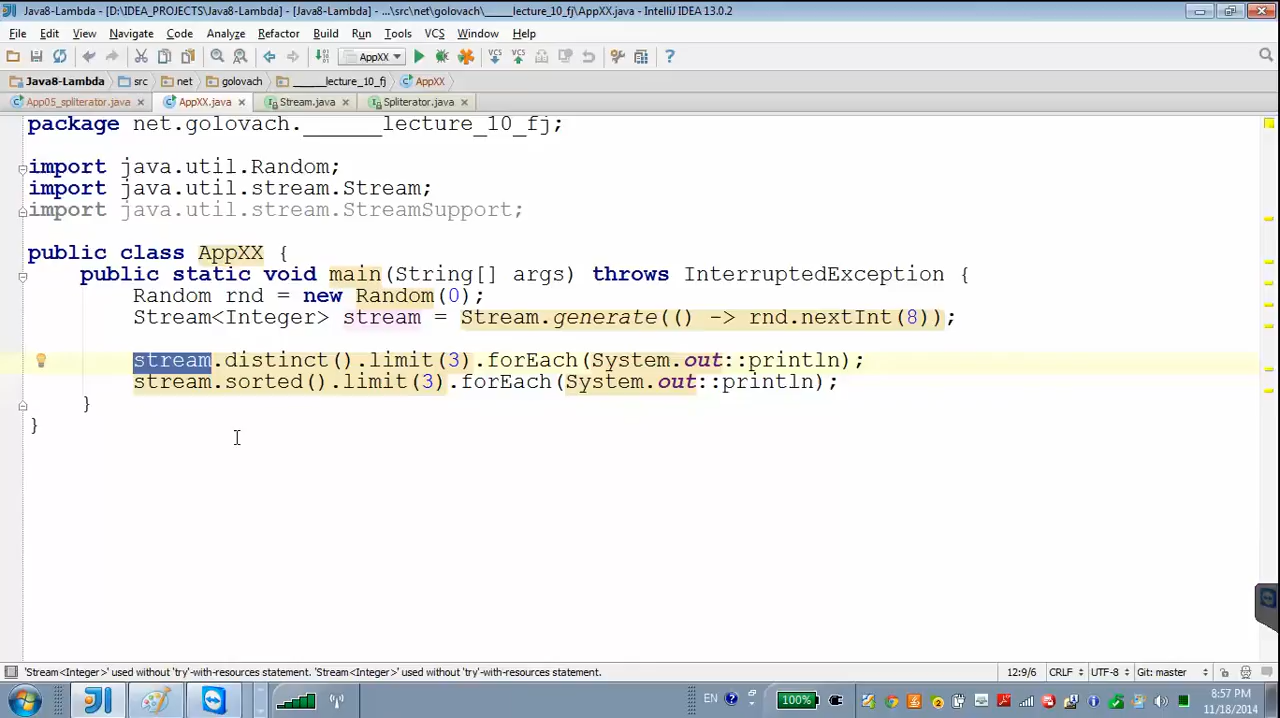 Java8-Lambda - [D:\IDEA_PROJECTS\Java8-Lambda] - [Java8-Lambda] - ...\src\net\golovach\______lecture_10_fj\AppXX.java - IntelliJ IDEA 13.0.2
File Edit View Navigate Code Analyze Refactor Build Run Tools VCS Window Help
AppXX
Java8-Lambda src net golovach ______lecture_10_fj AppXX
App05_spliterator.java AppXX.java Stream.java Spliterator.java
package net.golovach.______lecture_10_fj;
import java.util.Random;
import java.util.stream.Stream;
import java.util.stream.StreamSupport;
public class AppXX {
public static void main(String[] args) throws InterruptedException {
Random rnd = new Random(0);
Stream<Integer> stream = Stream.generate(() -> rnd.nextInt(8));
stream.distinct().limit(3).forEach(System.out::println);
stream.sorted().limit(3).forEach(System.out::println);
}
}
'Stream<Integer>' used without 'try'-with-resources statement. 'Stream<Integer>' used without 'try'-with-resources statement. 12:9/6 CRLF UTF-8 Git: master
EN 100% 8:57 PM
11/18/2014